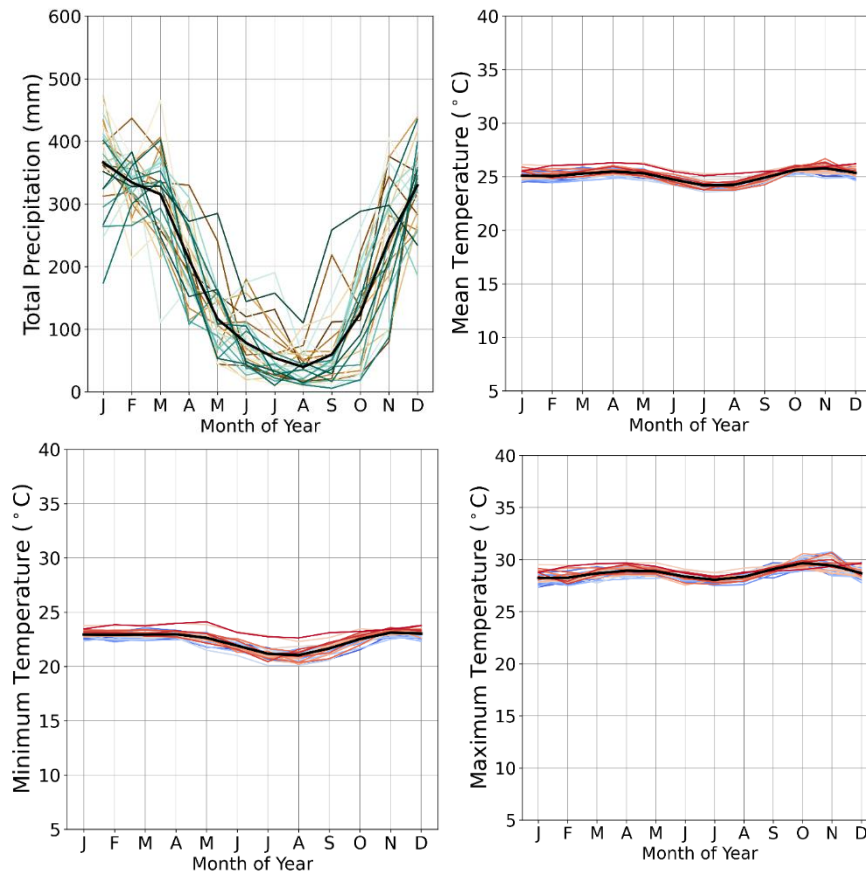 600
500
400
300
200
100
0
Total Precipitation (mm)
J F M A M J J A S O N D
Month of Year
40
35
30
25
20
15
10
5
Mean Temperature (°C)
J F M A M J J A S O N D
Month of Year
40
35
30
25
20
15
10
5
Minimum Temperature (°C)
J F M A M J J A S O N D
Month of Year
40
35
30
25
20
15
10
5
Maximum Temperature (°C)
J F M A M J J A S O N D
Month of Year